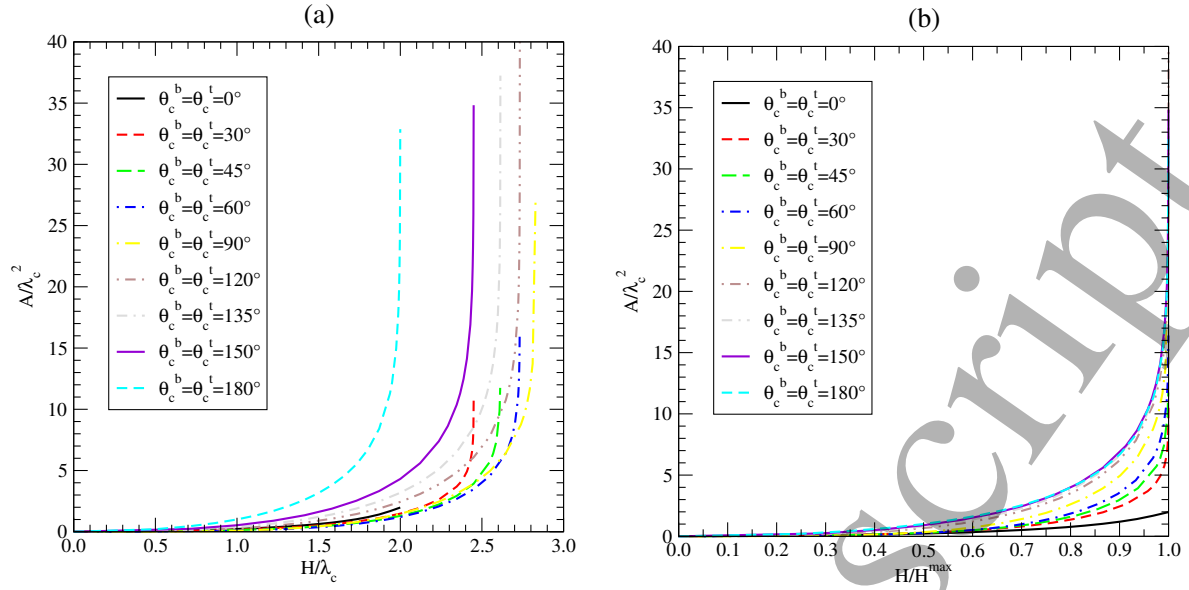 (a)
40
35
30
25
20
15
10
5
0
A/λc²
θcᵇ=θcᵗ=0°
θcᵇ=θcᵗ=30°
θcᵇ=θcᵗ=45°
θcᵇ=θcᵗ=60°
θcᵇ=θcᵗ=90°
θcᵇ=θcᵗ=120°
θcᵇ=θcᵗ=135°
θcᵇ=θcᵗ=150°
θcᵇ=θcᵗ=180°
0.0 0.5 1.0 1.5 2.0 2.5 3.0
H/λc
(b)
40
35
30
25
20
15
10
5
0
A/λc²
θcᵇ=θcᵗ=0°
θcᵇ=θcᵗ=30°
θcᵇ=θcᵗ=45°
θcᵇ=θcᵗ=60°
θcᵇ=θcᵗ=90°
θcᵇ=θcᵗ=120°
θcᵇ=θcᵗ=135°
θcᵇ=θcᵗ=150°
θcᵇ=θcᵗ=180°
0.0 0.1 0.2 0.3 0.4 0.5 0.6 0.7 0.8 0.9 1.0
H/Hᵐᵃˣ
script